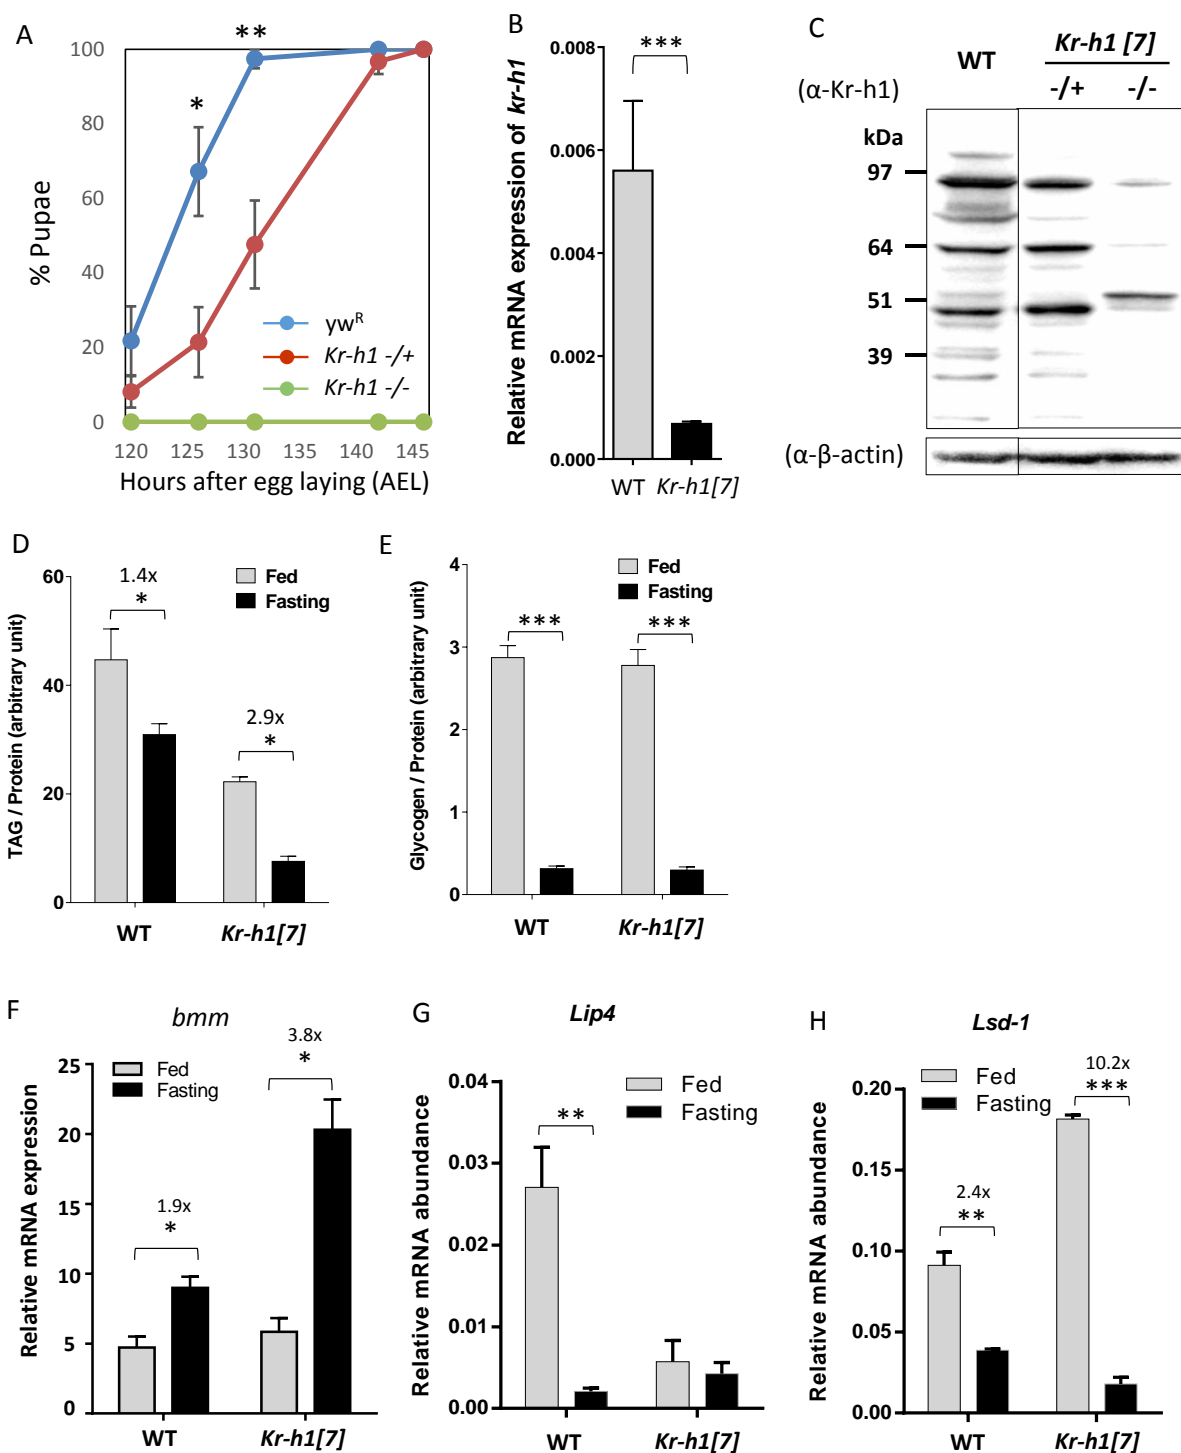 A
**
*
100
80
60
40
20
0
% Pupae
120 125 130 135 140 145
Hours after egg laying (AEL)
ywR
Kr-h1 -/+
Kr-h1 -/-
B
***
0.008
0.006
0.004
0.002
0.000
Relative mRNA expression of kr-h1
WT Kr-h1[7]
C
WT Kr-h1 [7]
(α-Kr-h1) -/+ -/-
kDa
97
64
51
39
(α-β-actin)
D
1.4x
*
2.9x
*
Fed
Fasting
60
40
20
0
TAG / Protein (arbitrary unit)
WT Kr-h1[7]
E
Fed
Fasting
*** ***
4
3
2
1
0
Glycogen / Protein (arbitrary unit)
WT Kr-h1[7]
F bmm
Fed
Fasting
1.9x
*
3.8x
*
25
20
15
10
5
0
Relative mRNA expression
WT Kr-h1[7]
G Lip4
Fed
Fasting
**
0.04
0.03
0.02
0.01
0.00
Relative mRNA abundance
WT Kr-h1[7]
H Lsd-1
Fed
Fasting
2.4x
**
10.2x
***
0.20
0.15
0.10
0.05
0.00
Relative mRNA abundance
WT Kr-h1[7]